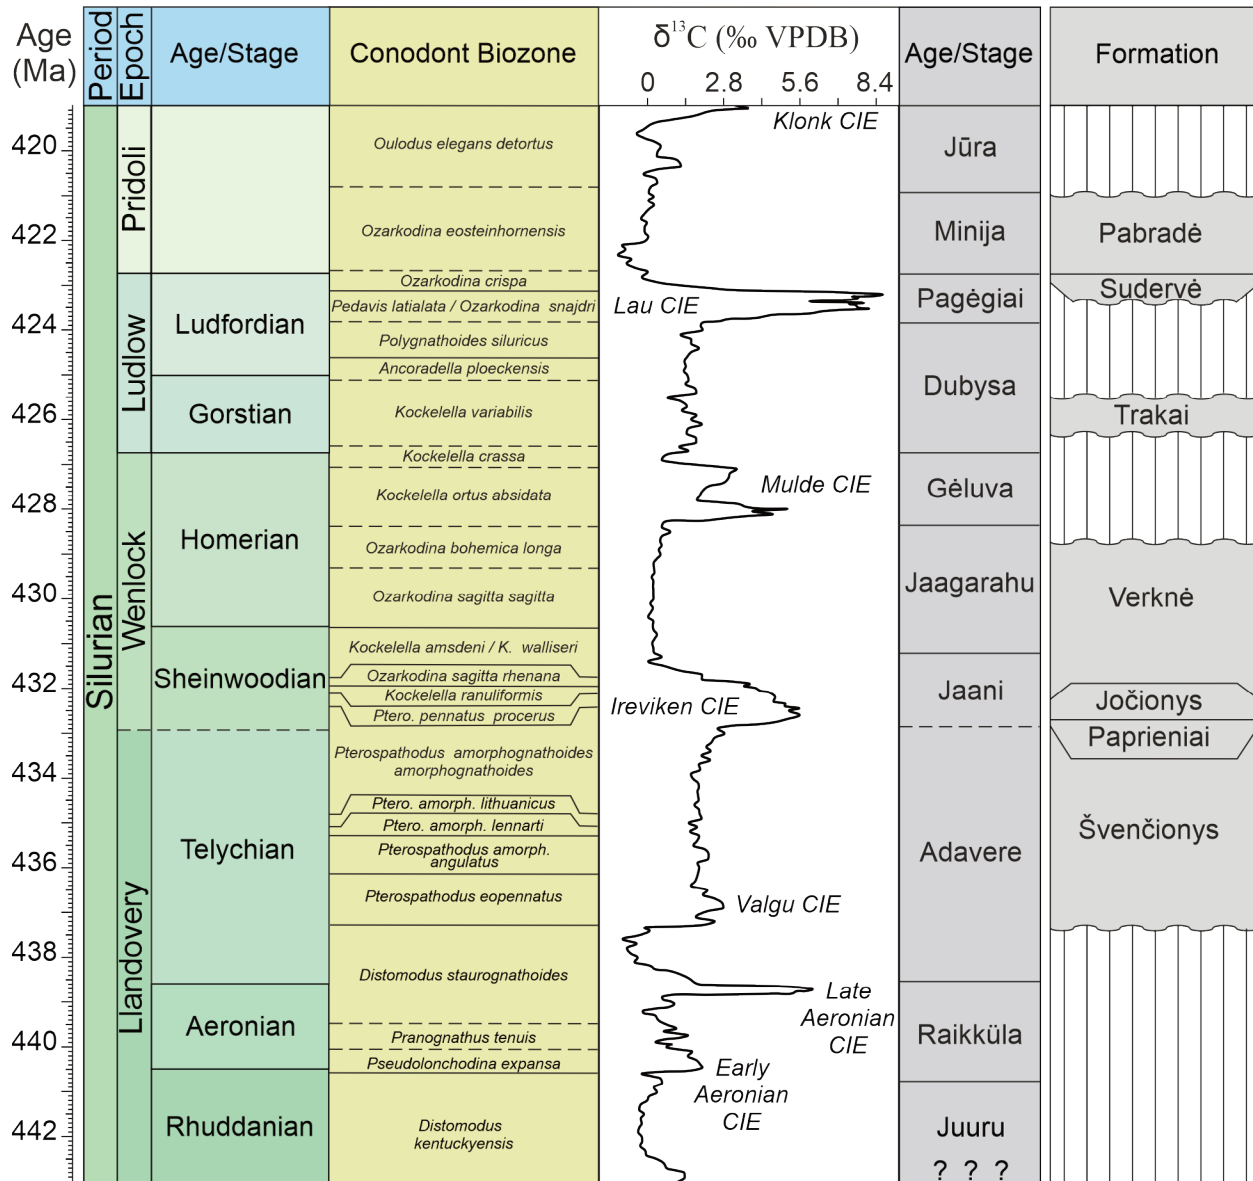 Age
(Ma)
Period
Epoch
Age/Stage
Conodont Biozone
δ¹³C (‰ VPDB)
0
2.8
5.6
8.4
Age/Stage
Formation
420
422
424
426
428
430
432
434
436
438
440
442
Silurian
Pridoli
Ludlow
Wenlock
Llandovery
Ludfordian
Gorstian
Homerian
Sheinwoodian
Telychian
Aeronian
Rhuddanian
Oulodus elegans detortus
Ozarkodina eosteinhornensis
Ozarkodina crispa
Pedavis latialata / Ozarkodina snajdri
Polygnathoides siluricus
Ancoradella ploeckensis
Kockelella variabilis
Kockelella crassa
Kockelella ortus absidata
Ozarkodina bohemica longa
Ozarkodina sagitta sagitta
Kockelella amsdeni / K. walliseri
Ozarkodina sagitta rhenana
Kockelella ranuliformis
Ptero. pennatus procerus
Pterospathodus amorphognathoides
amorphognathoides
Ptero. amorph. lithuanicus
Ptero. amorph. lennarti
Pterospathodus amorph.
angulatus
Pterospathodus eopennatus
Distomodus staurognathoides
Pranognathus tenuis
Pseudolonchodina expansa
Distomodus
kentuckyensis
Klonk CIE
Lau CIE
Mulde CIE
Ireviken CIE
Valgu CIE
Late
Aeronian
CIE
Early
Aeronian
CIE
Jūra
Minija
Pagėgiai
Dubysa
Gėluva
Jaagarahu
Jaani
Adavere
Raikküla
Juuru
? ? ?
Pabradė
Sudervė
Trakai
Verknė
Jočionys
Paprieniai
Švenčionys